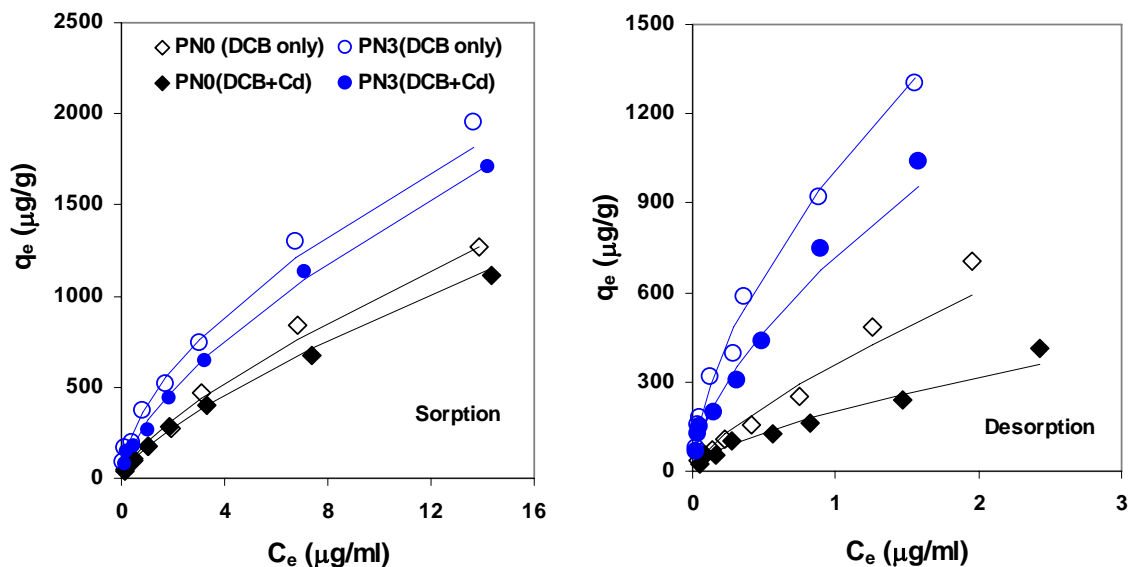 2500
2000
1500
1000
500
0
qe (μg/g)
PN0 (DCB only)
PN3(DCB only)
PN0(DCB+Cd)
PN3(DCB+Cd)
Sorption
0 4 8 12 16
Ce (μg/ml)
1500
1200
900
600
300
0
qe (μg/g)
Desorption
0 1 2 3
Ce (μg/ml)